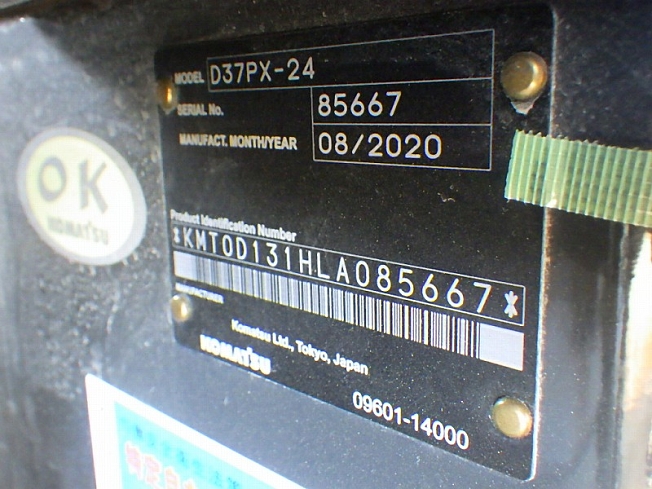 MODEL D37PX-24
SERIAL No. 85667
MANUFACT. MONTH/YEAR 08/2020
OK
KOMATSU
Product Identification Number
*KMT0D131HLA085667*
MANUFACTURER
Komatsu Ltd., Tokyo, Japan
KOMATSU
09601-14000